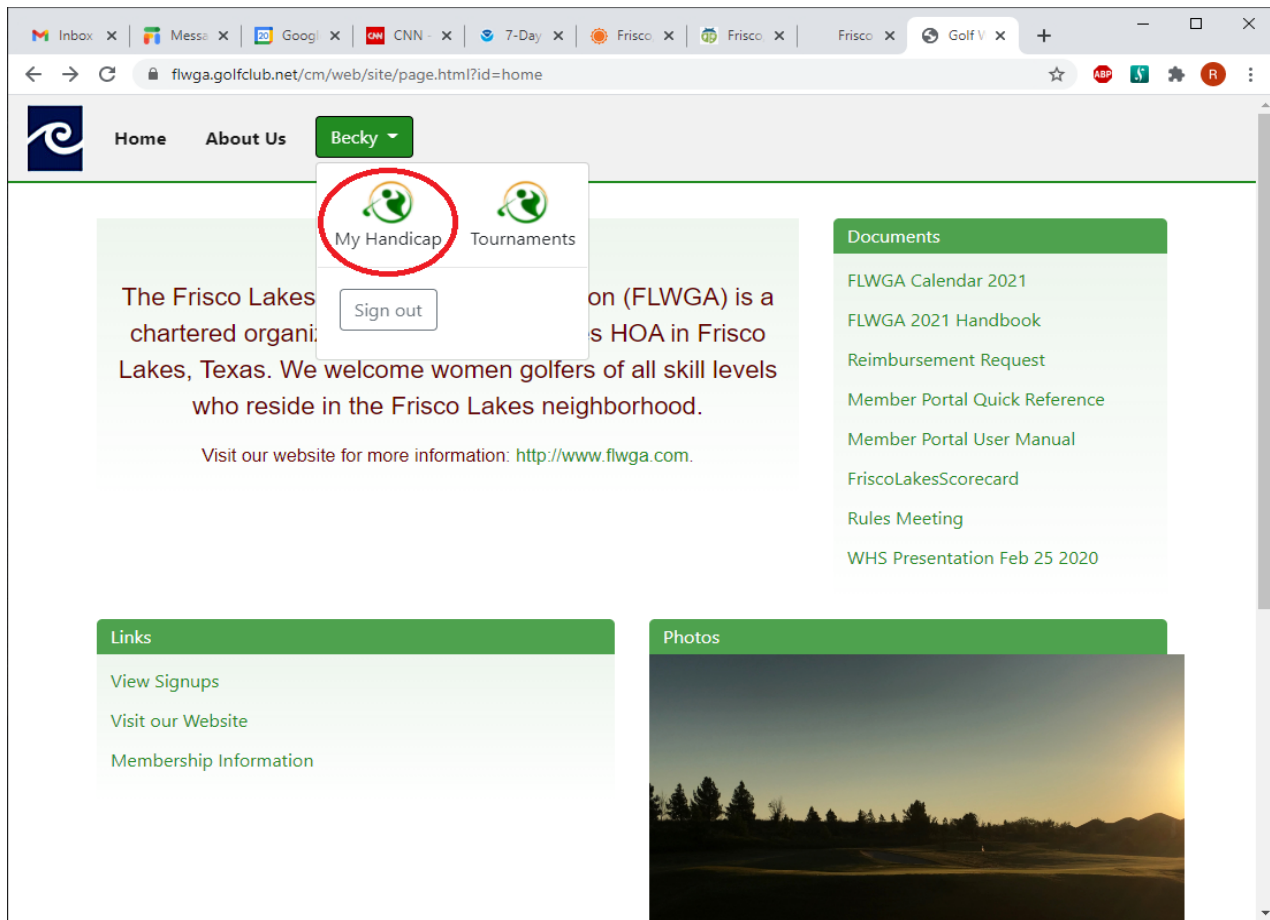 Inbox
Messa
20 Googl
CNN CNN -
7-Day
Frisco,
Frisco,
Frisco
Golf V
flwga.golfclub.net/cm/web/site/page.html?id=home
ABP
S
R
Home About Us Becky
My Handicap Tournaments
Sign out
The Frisco Lakes on (FLWGA) is a
chartered organi s HOA in Frisco
Lakes, Texas. We welcome women golfers of all skill levels
who reside in the Frisco Lakes neighborhood.
Visit our website for more information: http://www.flwga.com.
Documents
FLWGA Calendar 2021
FLWGA 2021 Handbook
Reimbursement Request
Member Portal Quick Reference
Member Portal User Manual
FriscoLakesScorecard
Rules Meeting
WHS Presentation Feb 25 2020
Links
View Signups
Visit our Website
Membership Information
Photos